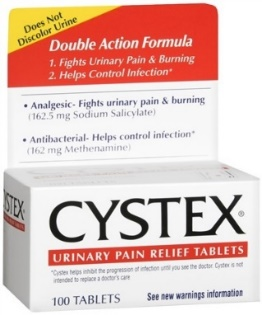 Does Not
Discolor Urine
Double Action Formula
1. Fights Urinary Pain & Burning
2. Helps Control Infection*
• Analgesic- Fights urinary pain & burning
(162.5 mg Sodium Salicylate)
• Antibacterial- Helps control infection*
(162 mg Methenamine)
CYSTEX®
URINARY PAIN RELIEF TABLETS
*Cystex helps inhibit the progression of infection until you see the doctor. Cystex is not
intended to replace a doctor's care
100 TABLETS
See new warnings information